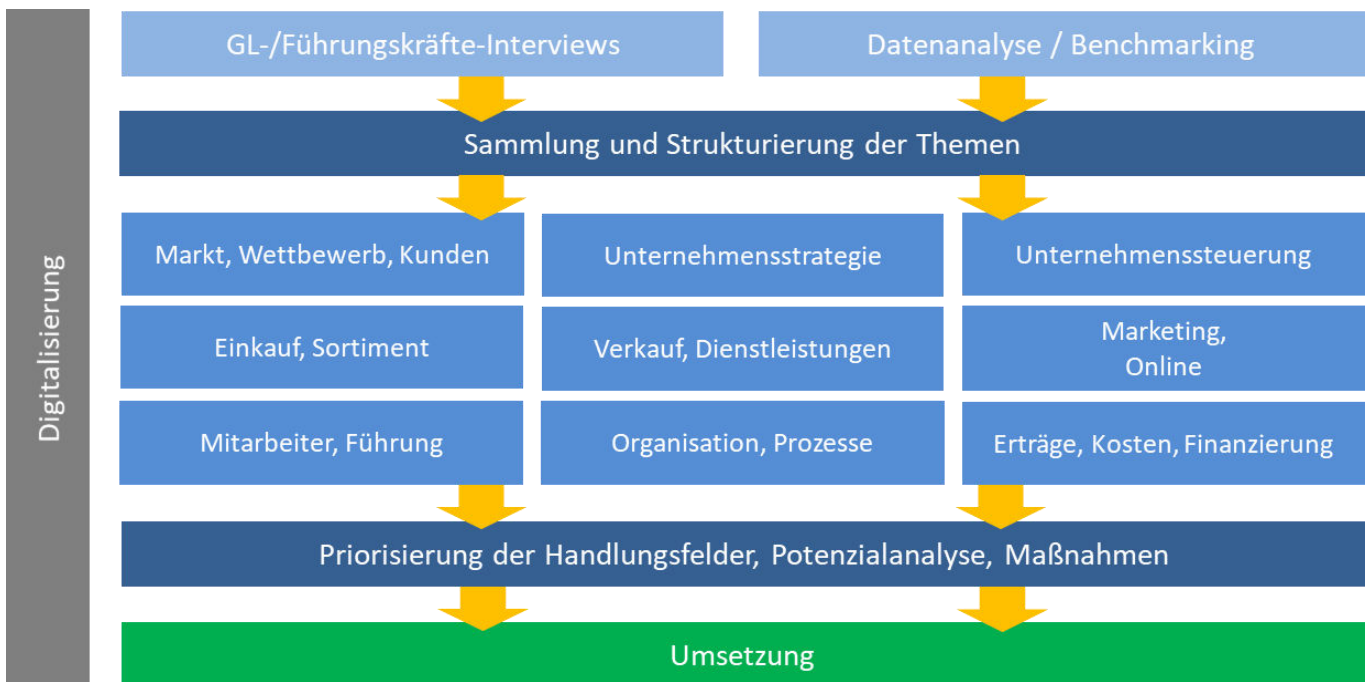 GL-/Führungskräfte-Interviews
Datenanalyse / Benchmarking
Sammlung und Strukturierung der Themen
Markt, Wettbewerb, Kunden
Unternehmensstrategie
Unternehmenssteuerung
Einkauf, Sortiment
Verkauf, Dienstleistungen
Marketing,
Online
Mitarbeiter, Führung
Organisation, Prozesse
Erträge, Kosten, Finanzierung
Priorisierung der Handlungsfelder, Potenzialanalyse, Maßnahmen
Umsetzung
Digitalisierung